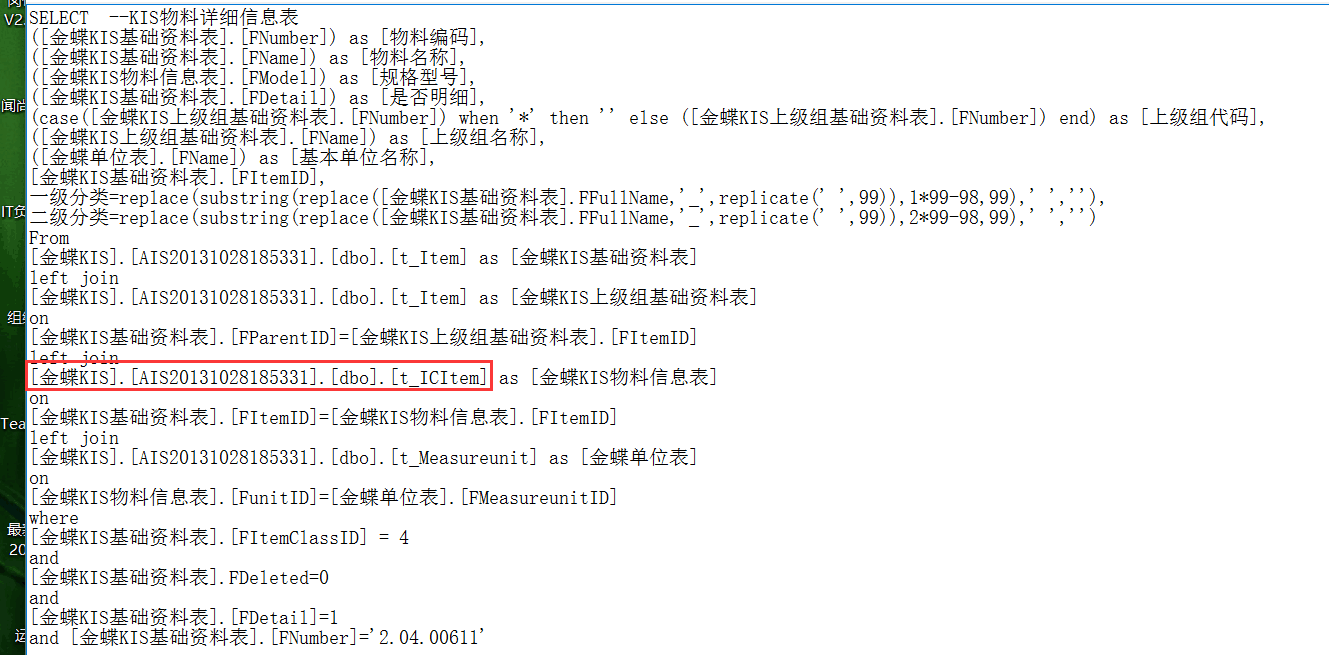 V2.
SELECT  --KIS物料详细信息表
([金蝶KIS基础资料表].[FNumber]) as [物料编码],
([金蝶KIS基础资料表].[FName]) as [物料名称],
([金蝶KIS物料信息表].[FModel]) as [规格型号],
([金蝶KIS基础资料表].[FDetail]) as [是否明细],
闻尚
(case([金蝶KIS上级组基础资料表].[FNumber]) when '*' then '' else ([金蝶KIS上级组基础资料表].[FNumber]) end) as [上级组代码],
([金蝶KIS上级组基础资料表].[FName]) as [上级组名称],
([金蝶单位表].[FName]) as [基本单位名称],
[金蝶KIS基础资料表].[FItemID],
一级分类=replace(substring(replace([金蝶KIS基础资料表].FFullName,'_',replicate(' ',99)),1*99-98,99),' ',''),
IT负
二级分类=replace(substring(replace([金蝶KIS基础资料表].FFullName,'_',replicate(' ',99)),2*99-98,99),' ','')
From
[金蝶KIS].[AIS20131028185331].[dbo].[t_Item] as [金蝶KIS基础资料表]
left join
[金蝶KIS].[AIS20131028185331].[dbo].[t_Item] as [金蝶KIS上级组基础资料表]
on
[金蝶KIS基础资料表].[FParentID]=[金蝶KIS上级组基础资料表].[FItemID]
left join
[金蝶KIS].[AIS20131028185331].[dbo].[t_ICItem] as [金蝶KIS物料信息表]
on
[金蝶KIS基础资料表].[FItemID]=[金蝶KIS物料信息表].[FItemID]
Tea
left join
[金蝶KIS].[AIS20131028185331].[dbo].[t_Measureunit] as [金蝶单位表]
on
[金蝶KIS物料信息表].[FunitID]=[金蝶单位表].[FMeasureunitID]
where
[金蝶KIS基础资料表].[FItemClassID] = 4
20
and
[金蝶KIS基础资料表].FDeleted=0
and
[金蝶KIS基础资料表].[FDetail]=1
and [金蝶KIS基础资料表].[FNumber]='2.04.00611'